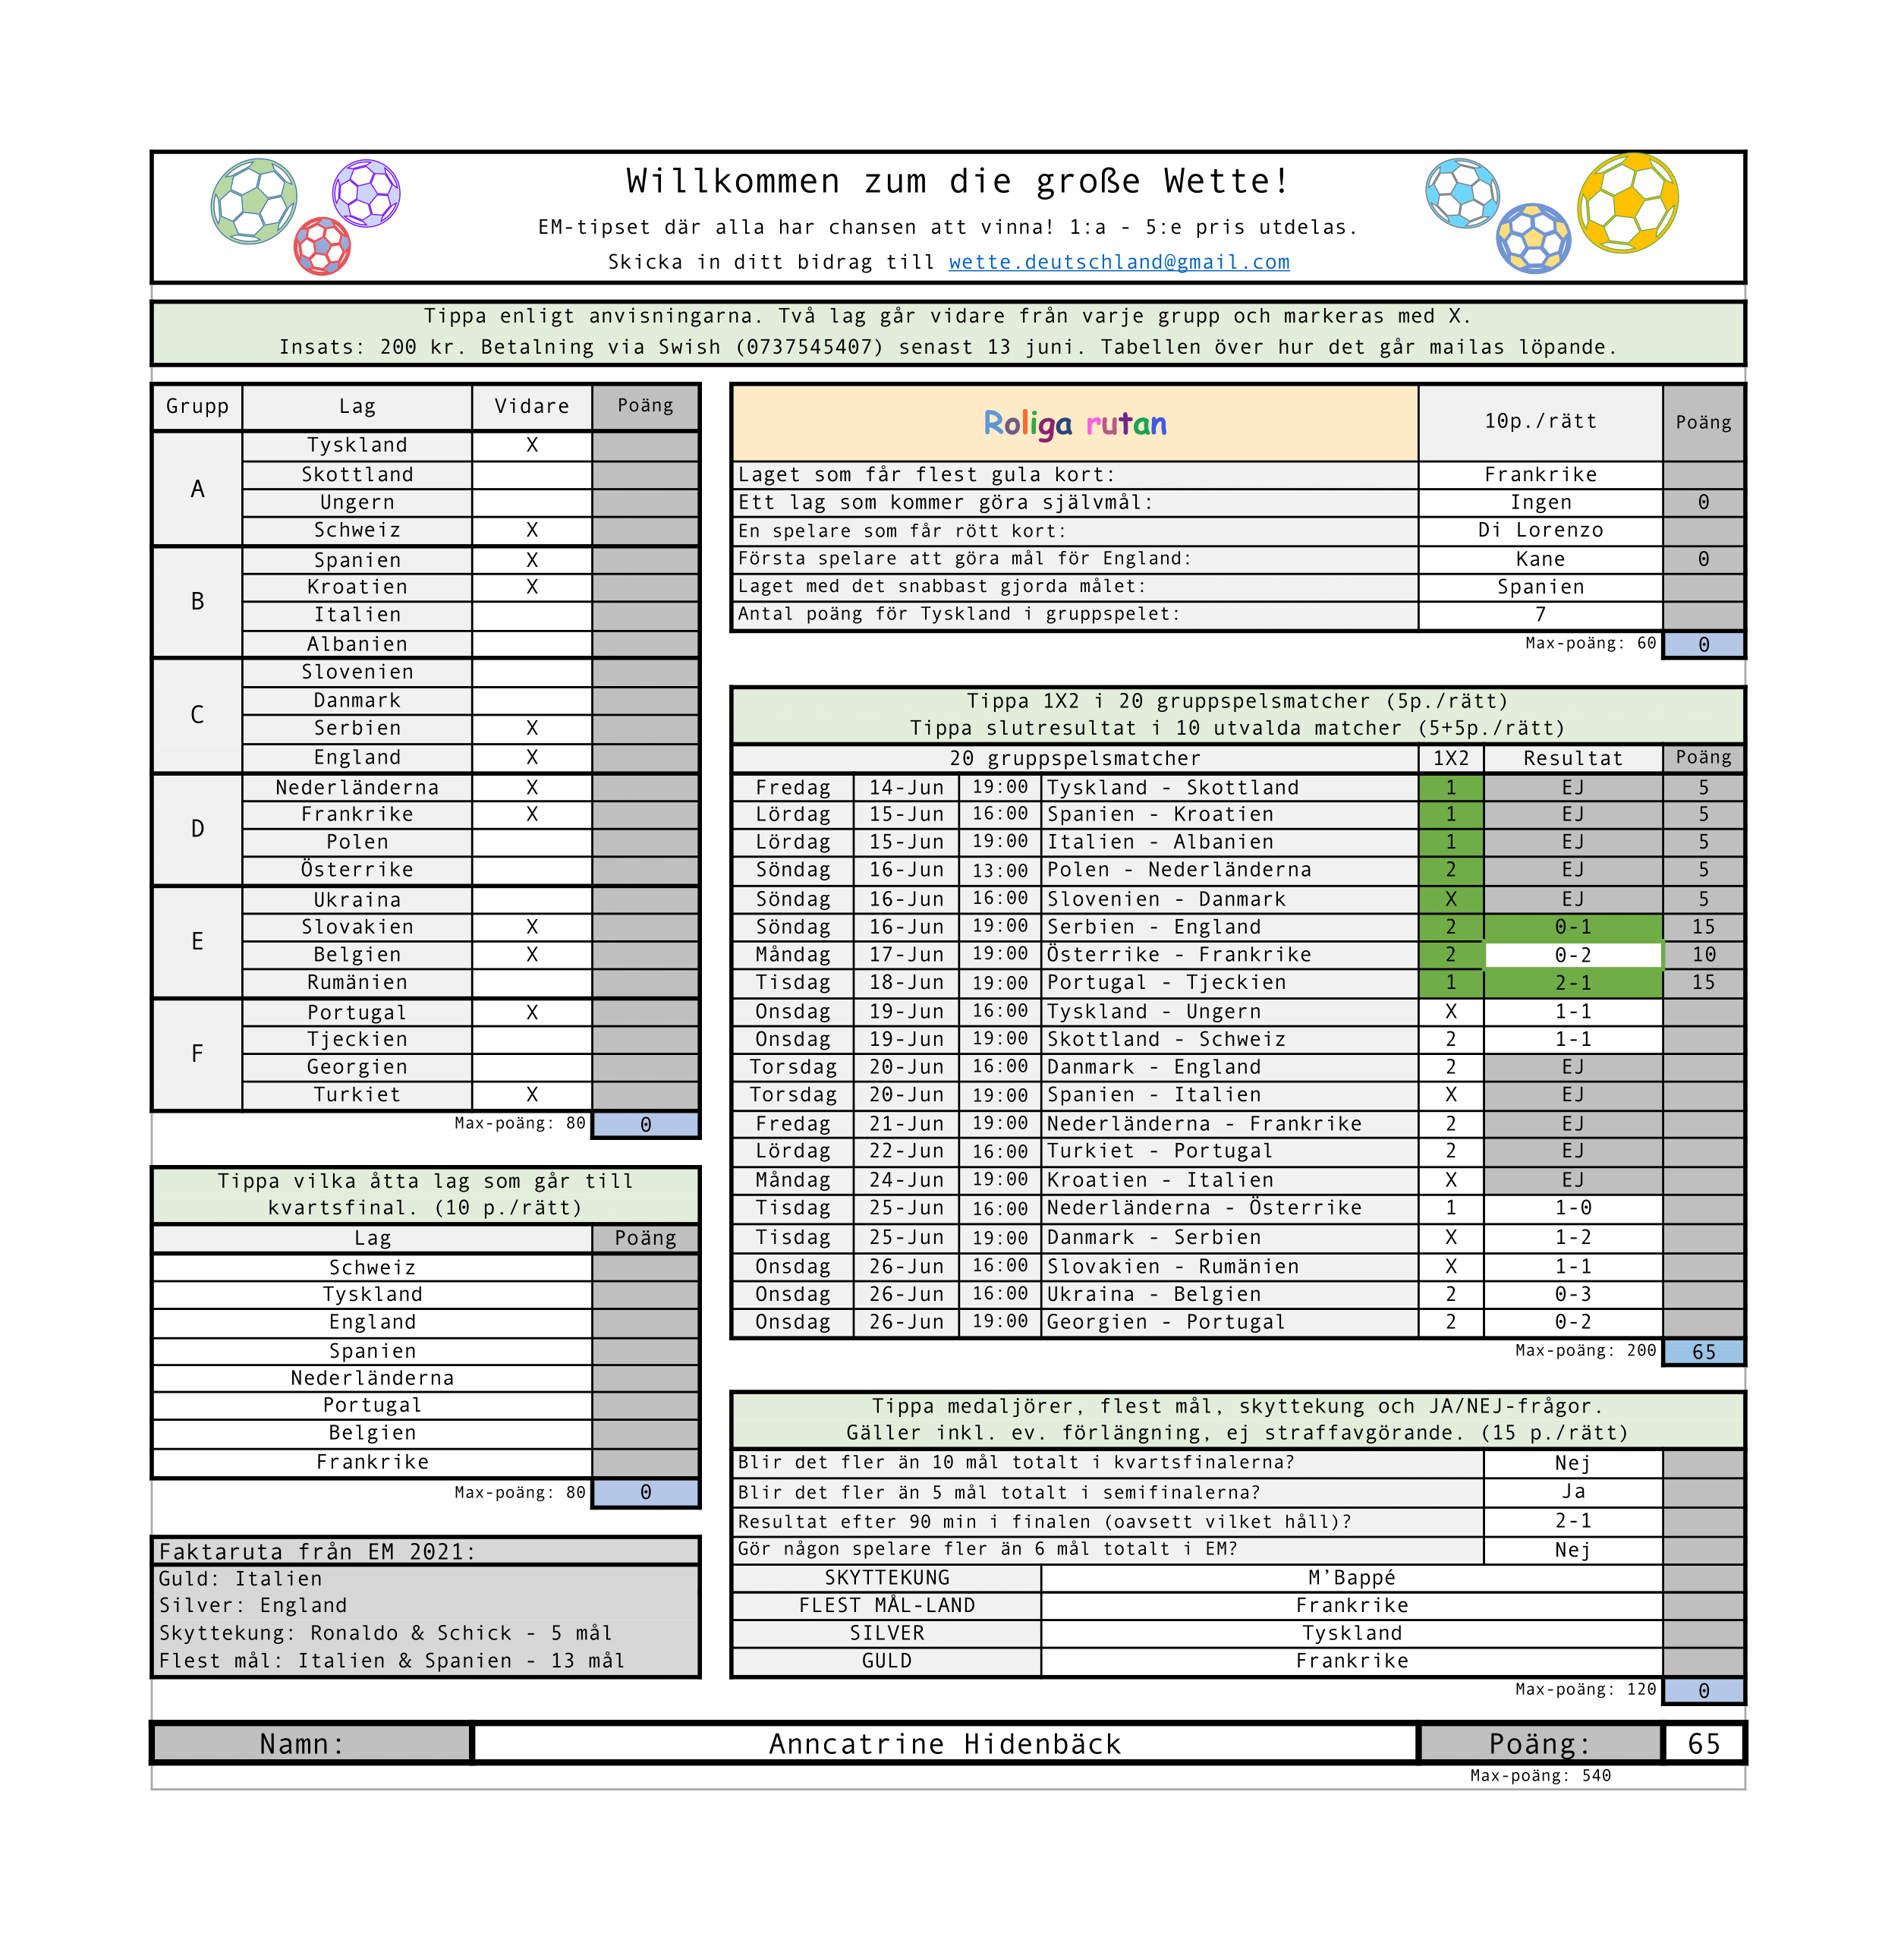 Willkommen zum die große Wette!
EM-tipset där alla har chansen att vinna! 1:a - 5:e pris utdelas.
Skicka in ditt bidrag till wette.deutschland@gmail.com
Tippa enligt anvisningarna. Två lag går vidare från varje grupp och markeras med X.
Insats: 200 kr. Betalning via Swish (0737545407) senast 13 juni. Tabellen över hur det går mailas löpande.
Grupp Lag Vidare Poäng
A
Tyskland X
Skottland
Ungern
Schweiz X
B
Spanien X
Kroatien X
Italien
Albanien
C
Slovenien
Danmark
Serbien X
England X
D
Nederländerna X
Frankrike X
Polen
Österrike
E
Ukraina
Slovakien X
Belgien X
Rumänien
F
Portugal X
Tjeckien
Georgien
Turkiet X
Max-poäng: 80 0
Tippa vilka åtta lag som går till
kvartsfinal. (10 p./rätt)
Lag Poäng
Schweiz
Tyskland
England
Spanien
Nederländerna
Portugal
Belgien
Frankrike
Max-poäng: 80 0
Faktaruta från EM 2021:
Guld: Italien
Silver: England
Skyttekung: Ronaldo & Schick - 5 mål
Flest mål: Italien & Spanien - 13 mål
Roliga rutan 10p./rätt Poäng
Laget som får flest gula kort: Frankrike
Ett lag som kommer göra självmål: Ingen 0
En spelare som får rött kort: Di Lorenzo
Första spelare att göra mål för England: Kane 0
Laget med det snabbast gjorda målet: Spanien
Antal poäng för Tyskland i gruppspelet: 7
Max-poäng: 60 0
Tippa 1X2 i 20 gruppspelsmatcher (5p./rätt)
Tippa slutresultat i 10 utvalda matcher (5+5p./rätt)
20 gruppspelsmatcher 1X2 Resultat Poäng
Fredag 14-Jun 19:00 Tyskland - Skottland 1 EJ 5
Lördag 15-Jun 16:00 Spanien - Kroatien 1 EJ 5
Lördag 15-Jun 19:00 Italien - Albanien 1 EJ 5
Söndag 16-Jun 13:00 Polen - Nederländerna 2 EJ 5
Söndag 16-Jun 16:00 Slovenien - Danmark X EJ 5
Söndag 16-Jun 19:00 Serbien - England 2 0-1 15
Måndag 17-Jun 19:00 Österrike - Frankrike 2 0-2 10
Tisdag 18-Jun 19:00 Portugal - Tjeckien 1 2-1 15
Onsdag 19-Jun 16:00 Tyskland - Ungern X 1-1
Onsdag 19-Jun 19:00 Skottland - Schweiz 2 1-1
Torsdag 20-Jun 16:00 Danmark - England 2 EJ
Torsdag 20-Jun 19:00 Spanien - Italien X EJ
Fredag 21-Jun 19:00 Nederländerna - Frankrike 2 EJ
Lördag 22-Jun 16:00 Turkiet - Portugal 2 EJ
Måndag 24-Jun 19:00 Kroatien - Italien X EJ
Tisdag 25-Jun 16:00 Nederländerna - Österrike 1 1-0
Tisdag 25-Jun 19:00 Danmark - Serbien X 1-2
Onsdag 26-Jun 16:00 Slovakien - Rumänien X 1-1
Onsdag 26-Jun 16:00 Ukraina - Belgien 2 0-3
Onsdag 26-Jun 19:00 Georgien - Portugal 2 0-2
Max-poäng: 200 65
Tippa medaljörer, flest mål, skyttekung och JA/NEJ-frågor.
Gäller inkl. ev. förlängning, ej straffavgörande. (15 p./rätt)
Blir det fler än 10 mål totalt i kvartsfinalerna? Nej
Blir det fler än 5 mål totalt i semifinalerna? Ja
Resultat efter 90 min i finalen (oavsett vilket håll)? 2-1
Gör någon spelare fler än 6 mål totalt i EM? Nej
SKYTTEKUNG M’Bappé
FLEST MÅL-LAND Frankrike
SILVER Tyskland
GULD Frankrike
Max-poäng: 120 0
Namn: Anncatrine Hidenbäck Poäng: 65
Max-poäng: 540